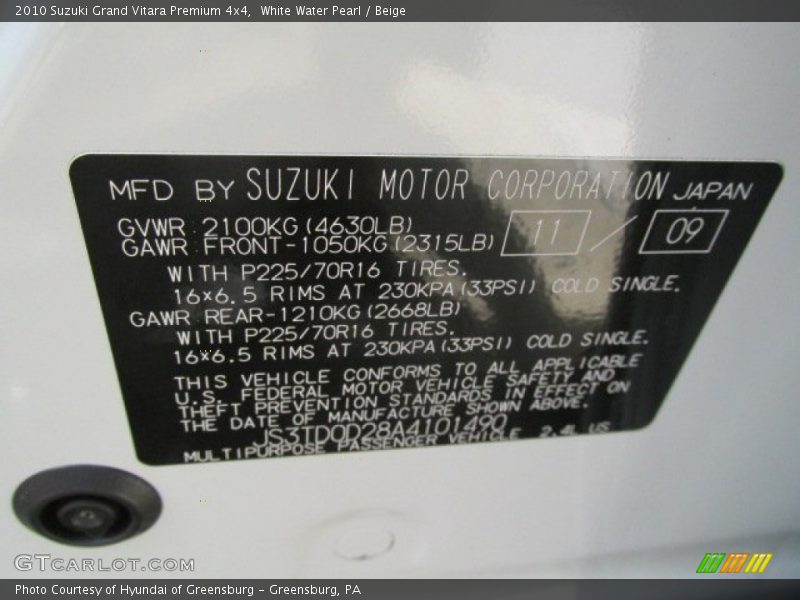 2010 Suzuki Grand Vitara Premium 4x4,  White Water Pearl / Beige
MFD BY SUZUKI MOTOR CORPORATION JAPAN
GVWR 2100KG(4630LB)
GAWR FRONT-1050KG(2315LB) 11 / 09
WITH P225/70R16 TIRES.
16×6.5 RIMS AT 230KPA(33PSI) COLD SINGLE.
GAWR REAR-1210KG(2668LB)
WITH P225/70R16 TIRES.
16×6.5 RIMS AT 230KPA(33PSI) COLD SINGLE.
THIS VEHICLE CONFORMS TO ALL APPLICABLE
U.S. FEDERAL MOTOR VEHICLE SAFETY AND
THEFT PREVENTION STANDARDS IN EFFECT ON
THE DATE OF MANUFACTURE SHOWN ABOVE.
JS3TD0D28A4101490
MULTIPURPOSE PASSENGER VEHICLE 2.4L US
GTCARLOT.COM
Photo Courtesy of Hyundai of Greensburg - Greensburg, PA